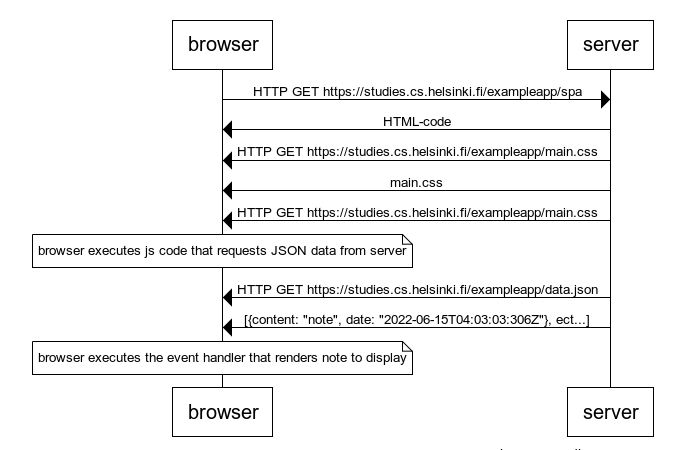 browser server
HTTP GET https://studies.cs.helsinki.fi/exampleapp/spa
HTML-code
HTTP GET https://studies.cs.helsinki.fi/exampleapp/main.css
main.css
HTTP GET https://studies.cs.helsinki.fi/exampleapp/main.css
browser executes js code that requests JSON data from server
HTTP GET https://studies.cs.helsinki.fi/exampleapp/data.json
[{content: "note", date: "2022-06-15T04:03:03:306Z"}, ect...]
browser executes the event handler that renders note to display
browser server